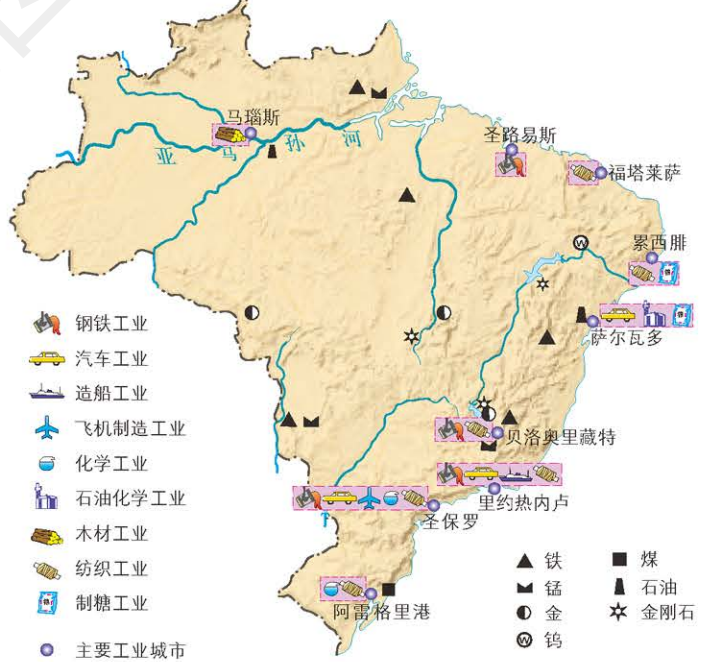 马瑙斯
亚马孙河
圣路易斯
福塔莱萨
累西腓
萨尔瓦多
贝洛奥里藏特
里约热内卢
圣保罗
阿雷格里港
钢铁工业
汽车工业
造船工业
飞机制造工业
化学工业
石油化学工业
木材工业
纺织工业
制糖工业
主要工业城市
铁
煤
锰
石油
金
金刚石
W
钨